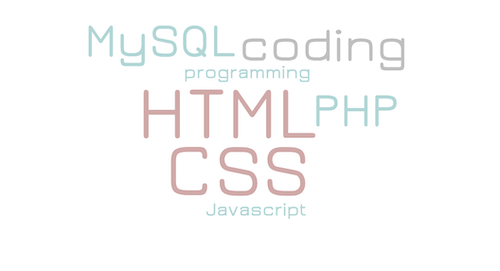 MySQL coding
programming
HTML PHP
CSS
Javascript